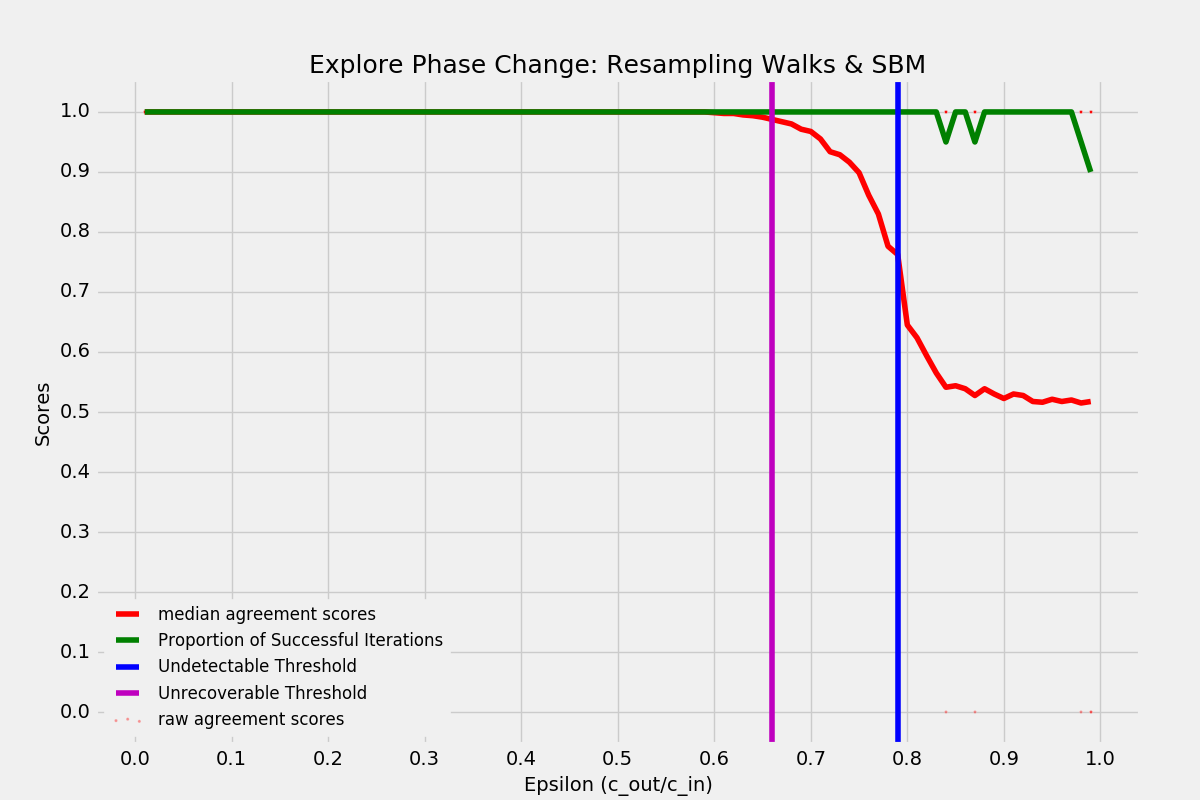 Explore Phase Change: Resampling Walks & SBM
1.0
0.9
0.8
0.7
0.6
0.5
0.4
0.3
0.2
0.1
0.0
Scores
median agreement scores
Proportion of Successful Iterations
Undetectable Threshold
Unrecoverable Threshold
raw agreement scores
0.0 0.1 0.2 0.3 0.4 0.5 0.6 0.7 0.8 0.9 1.0
Epsilon (c_out/c_in)